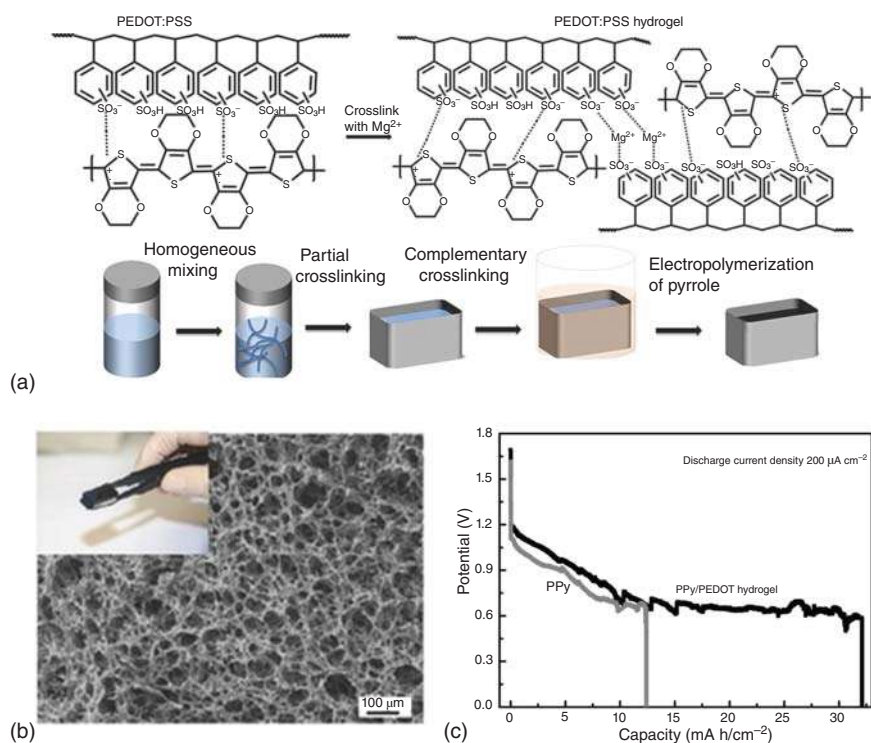 PEDOT:PSS
PEDOT:PSS hydrogel
SO₃⁻ SO₃H SO₃H SO₃⁻ SO₃H SO₃H
Crosslink
with Mg²⁺
SO₃⁻ SO₃H SO₃H SO₃⁻ SO₃⁻ SO₃⁻
Mg²⁺ Mg²⁺
SO₃⁻ SO₃⁻ SO₃⁻ SO₃H SO₃⁻ SO₃⁻
O O O O
S S S S
+ +
O O O O
O O O O
S S S S
+ +
O O O O
O O O O
S S S S
+ +
O O O O
Homogeneous
mixing
Partial
crosslinking
Complementary
crosslinking
Electropolymerization
of pyrrole
(a)
100 µm
(b)
1.8
1.5
1.2
0.9
0.6
0.3
0.0
Potential (V)
Discharge current density 200 µA cm⁻²
PPy
PPy/PEDOT hydrogel
0 5 10 15 20 25 30
Capacity (mA h/cm⁻²)
(c)